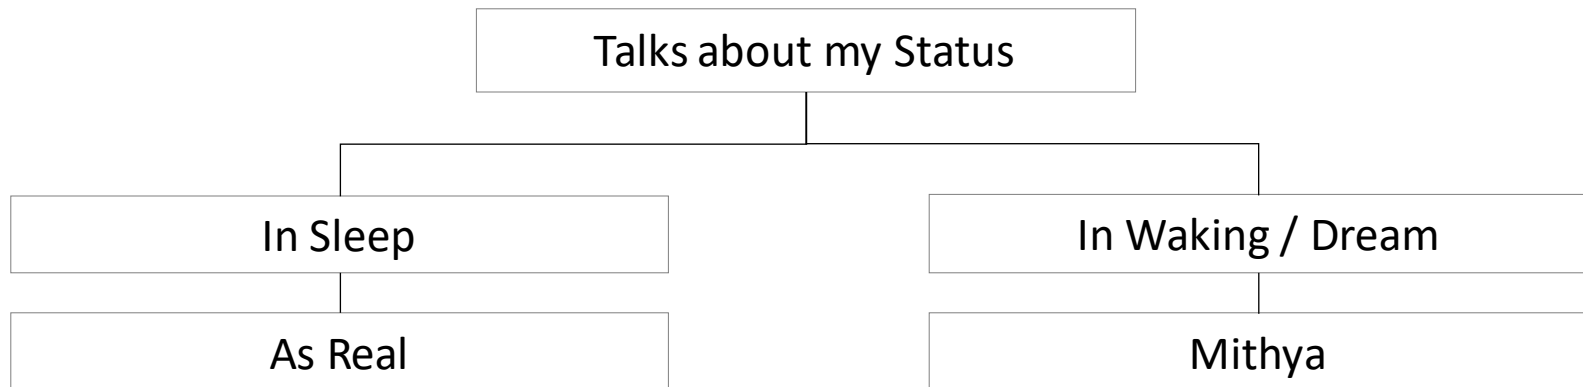 Talks about my Status
In Sleep
In Waking / Dream
As Real
Mithya